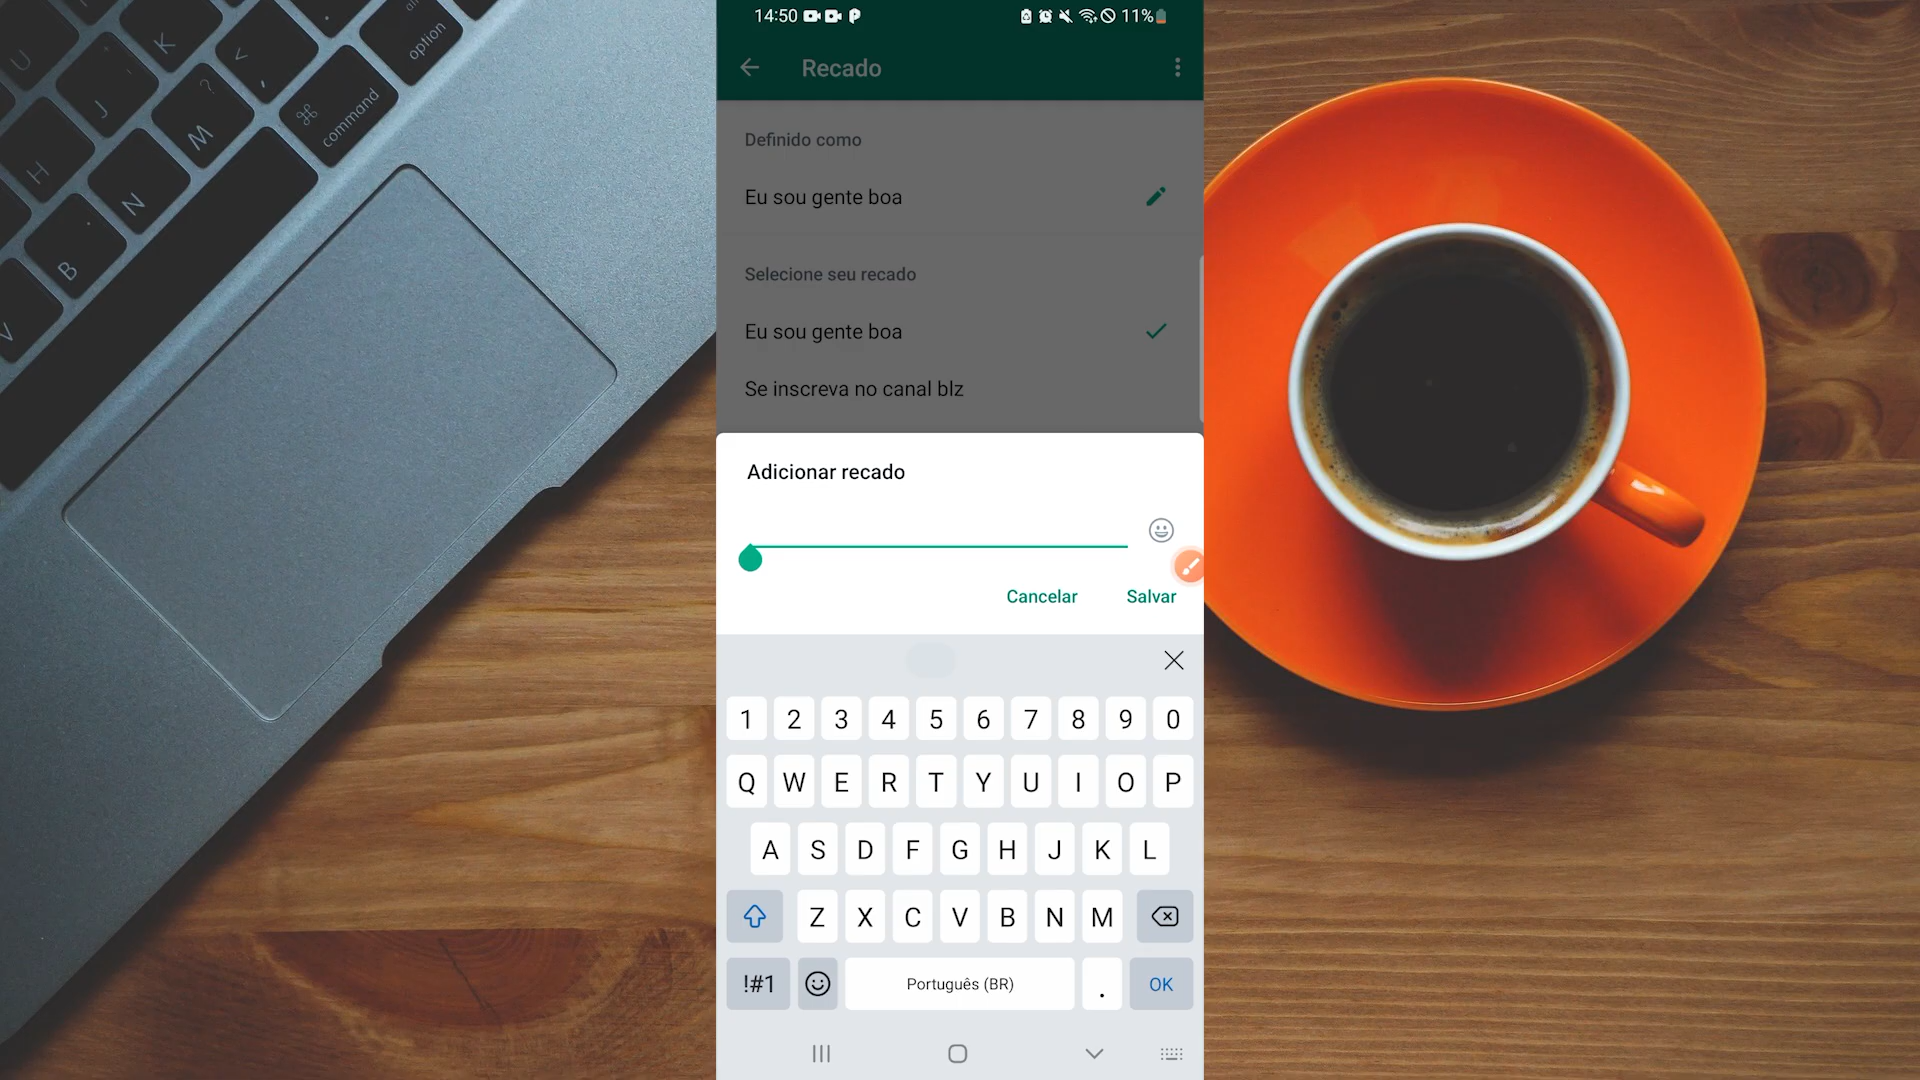 14:50
11%
Recado
Definido como
Eu sou gente boa
Selecione seu recado
Eu sou gente boa
Se inscreva no canal blz
Adicionar recado
Cancelar Salvar
1 2 3 4 5 6 7 8 9 0
Q W E R T Y U I O P
A S D F G H J K L
Z X C V B N M
!#1 Português (BR) . OK
U K < , option
J ? M ⌘ command
H N
B
V